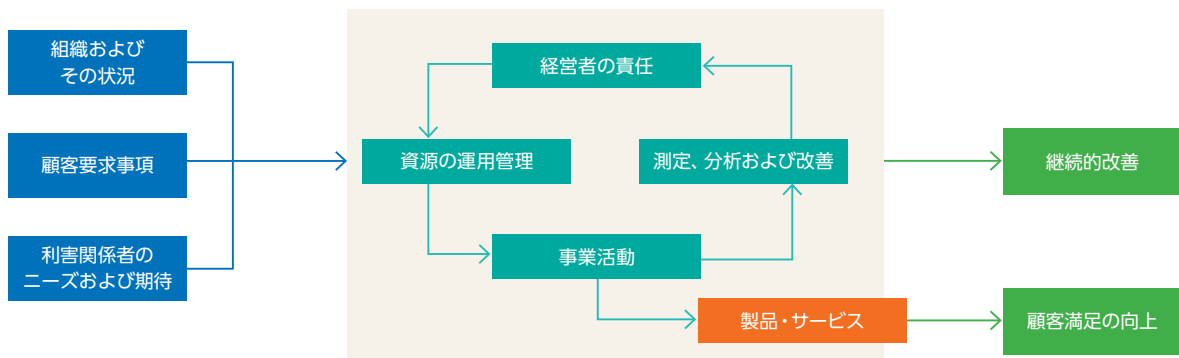 組織および
その状況
顧客要求事項
利害関係者の
ニーズおよび期待
経営者の責任
資源の運用管理
測定、分析および改善
事業活動
製品・サービス
継続的改善
顧客満足の向上